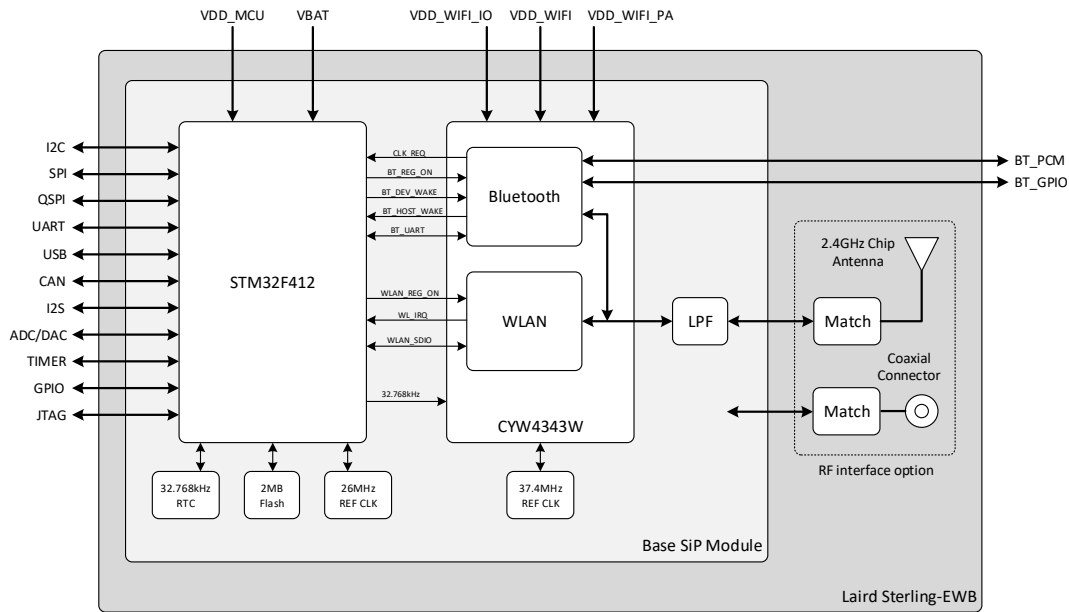 VDD_MCU
VBAT
VDD_WIFI_IO
VDD_WIFI
VDD_WIFI_PA
I2C
SPI
QSPI
UART
USB
CAN
I2S
ADC/DAC
TIMER
GPIO
JTAG
STM32F412
CLK_REQ
BT_REG_ON
BT_DEV_WAKE
BT_HOST_WAKE
BT_UART
WLAN_REG_ON
WL_IRQ
WLAN_SDIO
32.768kHz
Bluetooth
WLAN
CYW4343W
LPF
BT_PCM
BT_GPIO
2.4GHz Chip
Antenna
Match
Coaxial
Connector
Match
RF interface option
32.768kHz
RTC
2MB
Flash
26MHz
REF CLK
37.4MHz
REF CLK
Base SiP Module
Laird Sterling-EWB